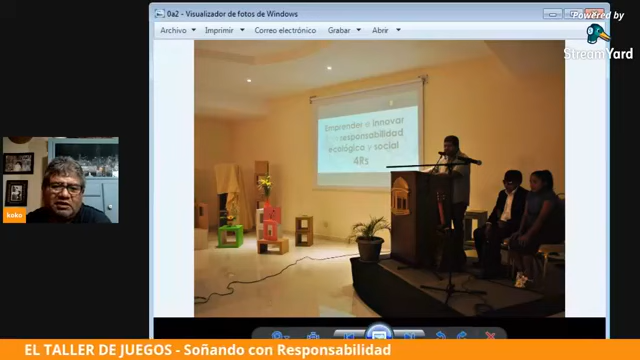 0a2 - Visualizador de fotos de Windows
Powered by
StreamYard
Archivo Imprimir Correo electrónico Grabar Abrir
Emprender e innovar
responsabilidad
ecológico y social
4Rs
koko
EL TALLER DE JUEGOS - Soñando con Responsabilidad